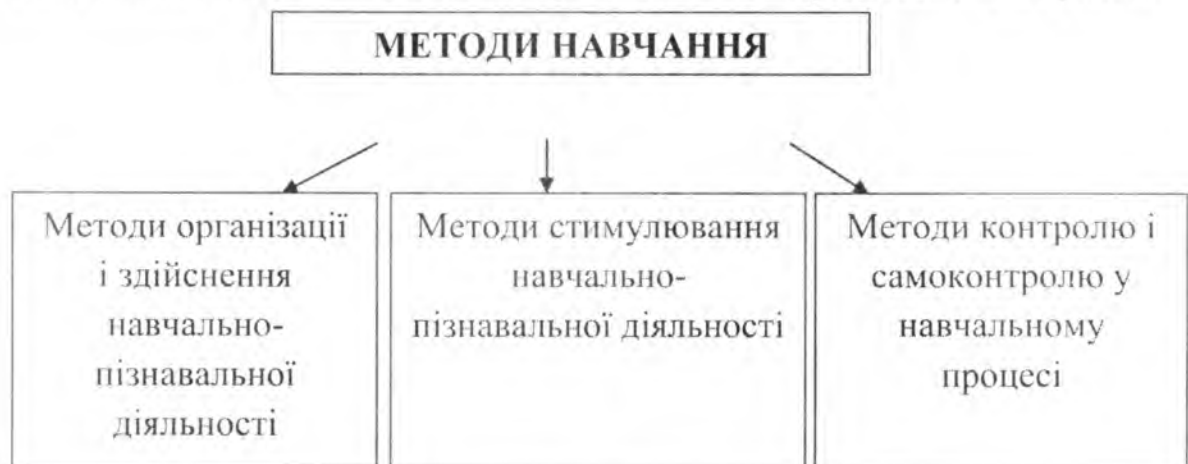 МЕТОДИ НАВЧАННЯ
Методи організації
і здійснення
навчально-
пізнавальної
діяльності
Методи стимулювання
навчально-
пізнавальної діяльності
Методи контролю і
самоконтролю у
навчальному
процесі